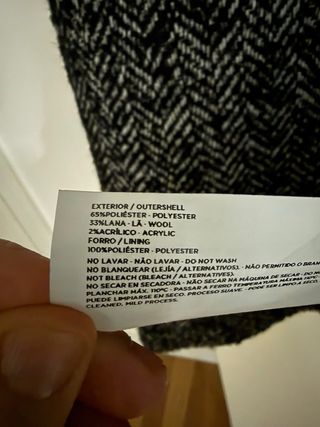 EXTERIOR / OUTERSHELL
65%POLIÉSTER - POLYESTER
33%LANA - LÃ - WOOL
2%ACRÍLICO - ACRYLIC
FORRO / LINING
100%POLIÉSTER - POLYESTER
NO LAVAR - NÃO LAVAR - DO NOT WASH
NO BLANQUEAR (LEJÍA / ALTERNATIVOS). - NÃO PERMITIDO O BRAN
NOT BLEACH (BLEACH / ALTERNATIVES).
NO SECAR EN SECADORA - NÃO SECAR NA MÁQUINA DE SECAR - DO N
PLANCHAR MÁX. 110ºC - PASSAR A FERRO TEMPERATURA MÁXIMA 110ºC
PUEDE LIMPIARSE EN SECO. PROCESO SUAVE. - PODE SER LIMPO A SECO.
CLEANED, MILD PROCESS.